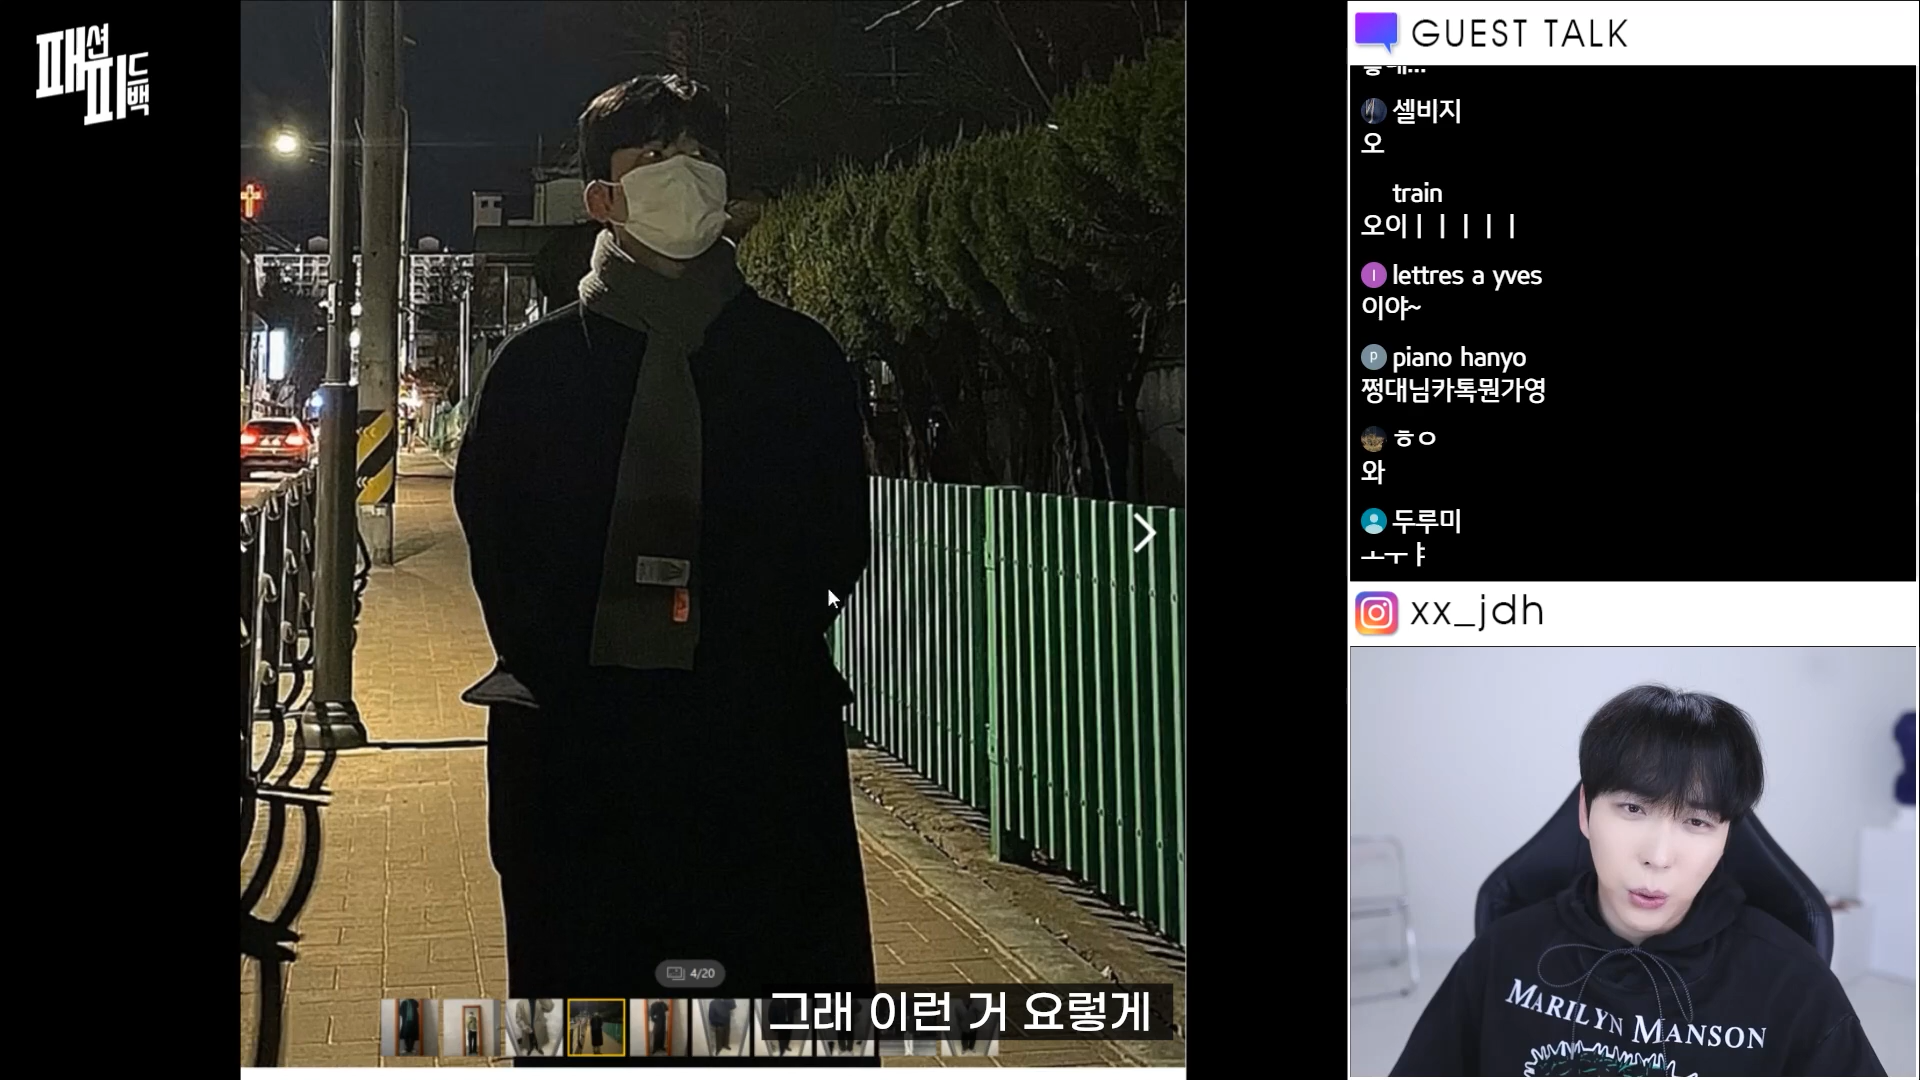 패션
피드백
GUEST TALK
셀비지
오
train
오이ㅣㅣㅣㅣㅣ
lettres a yves
이야~
piano hanyo
쩡대님카톡뭔가영
ㅎㅇ
와
두루미
ㅗㅜㅑ
xx_jdh
4/20
그래 이런 거 요렇게
MARILYN MANSON